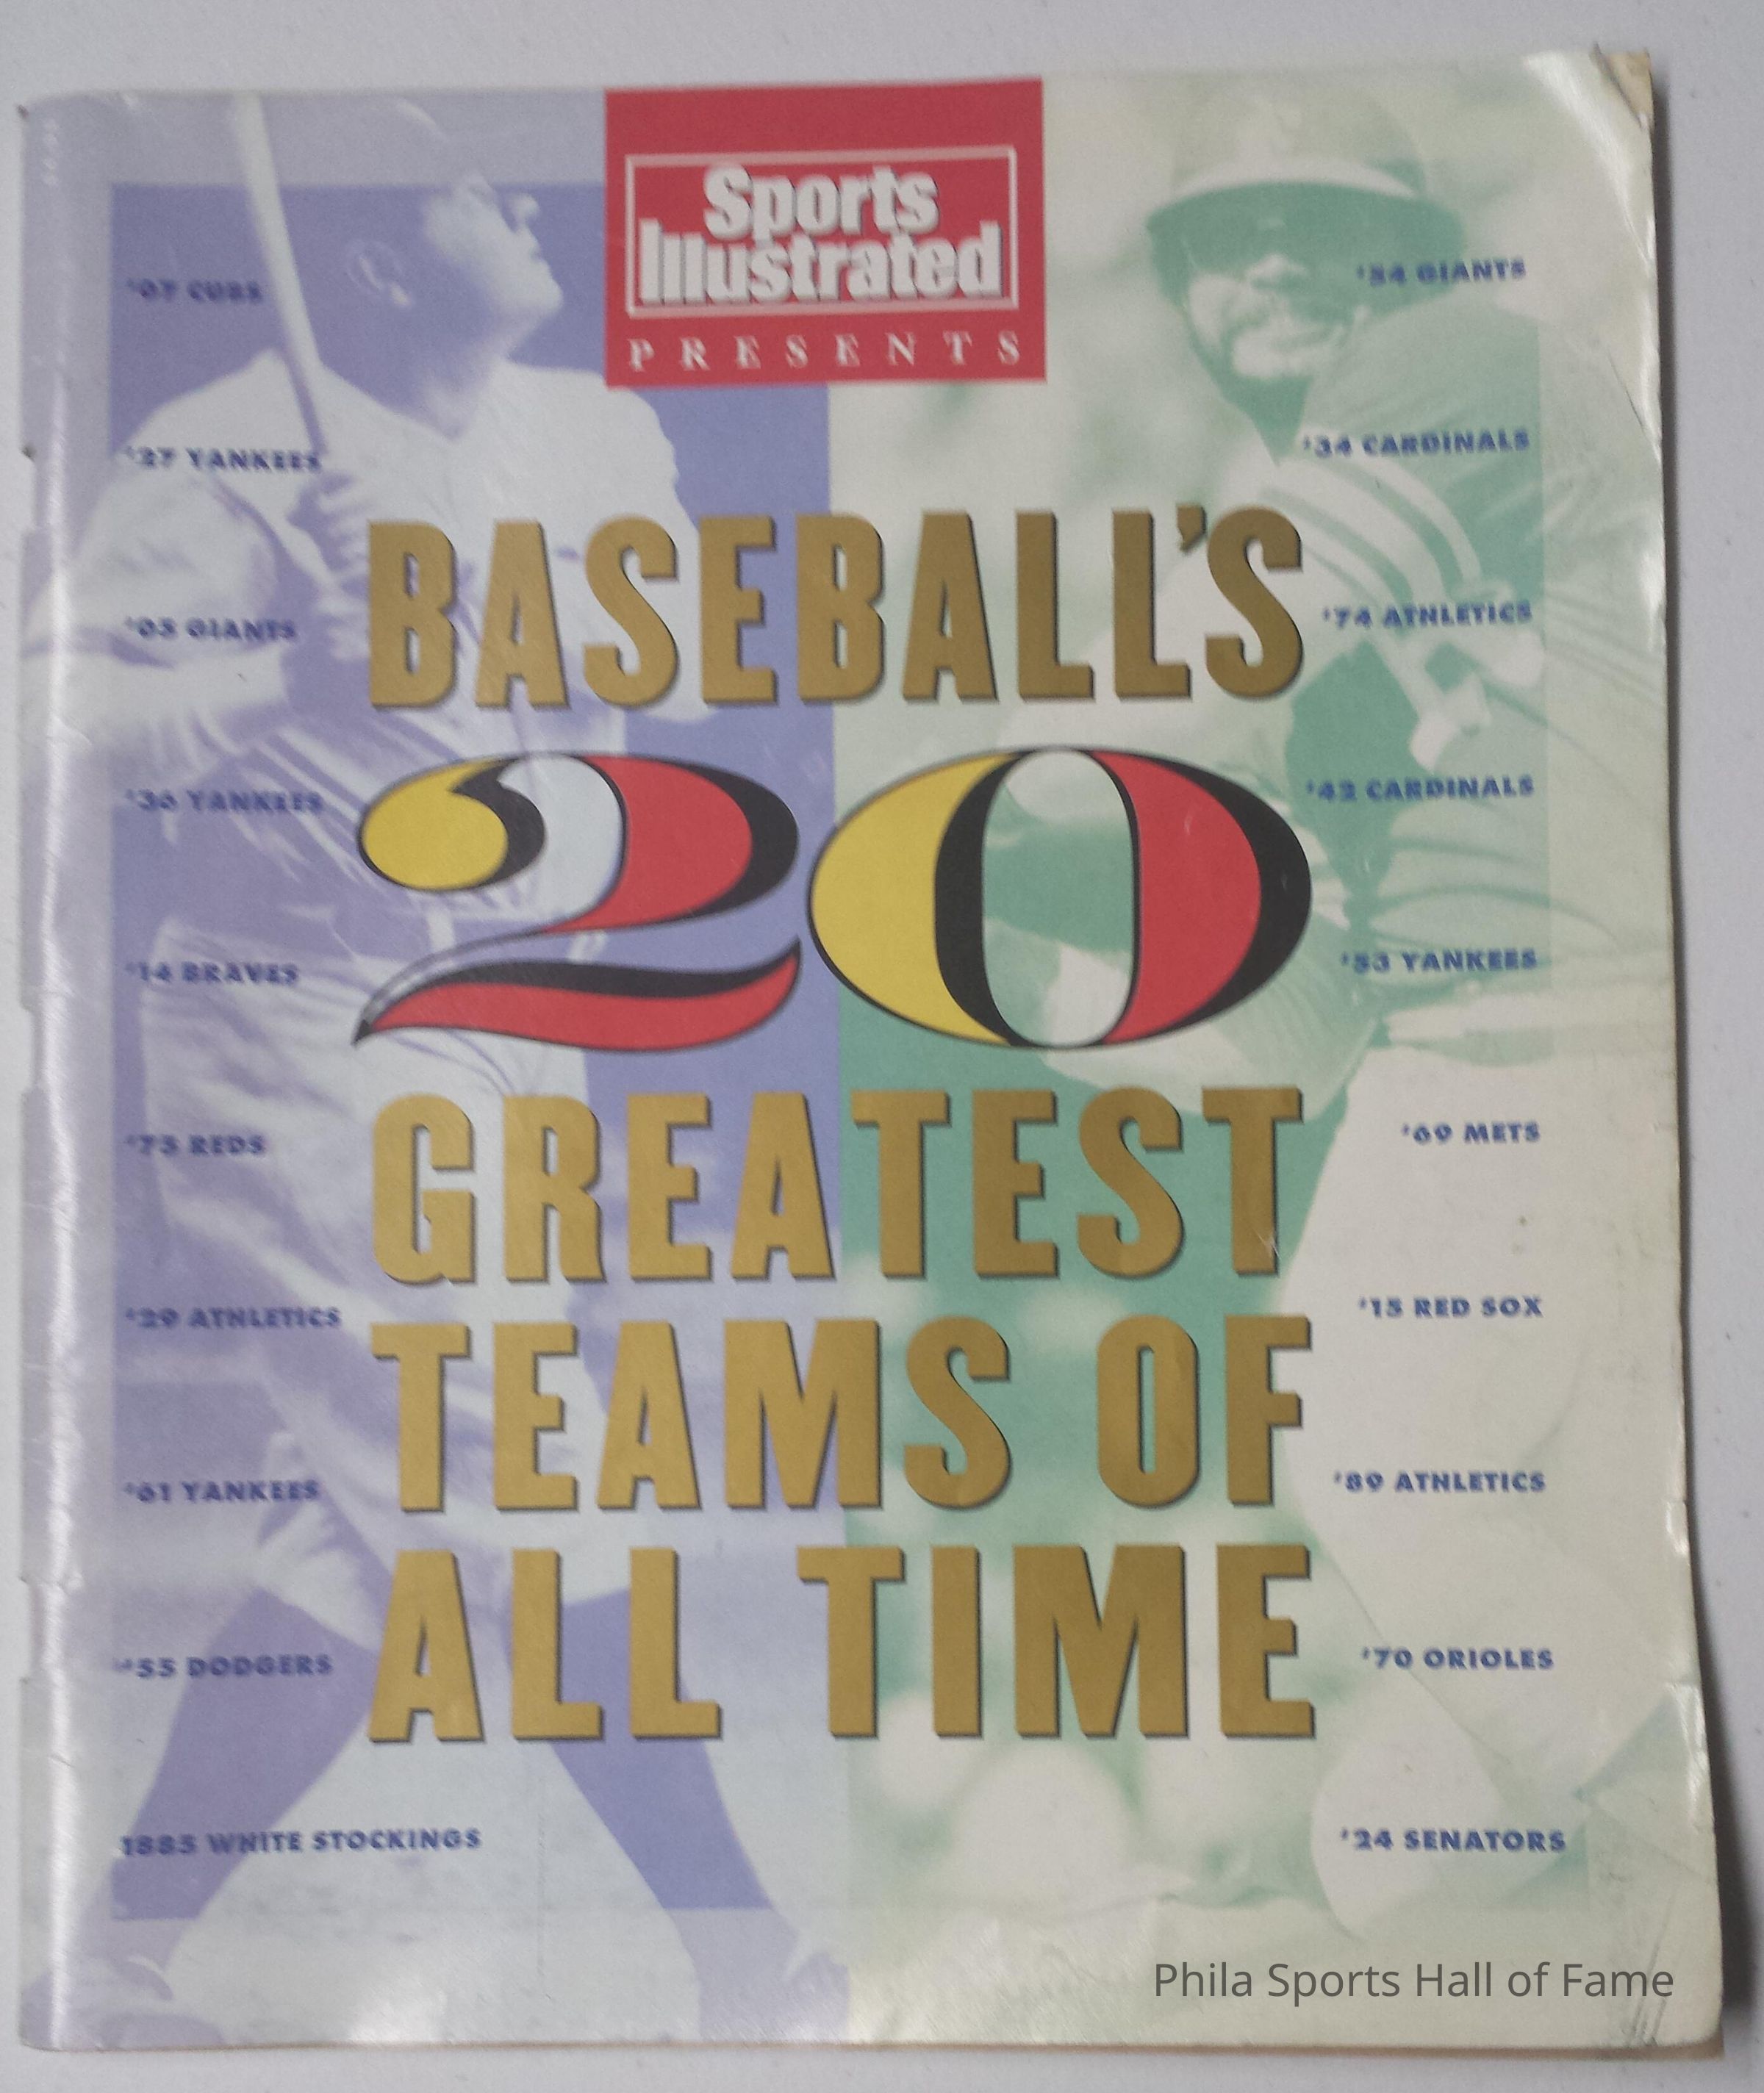 Sports
Illustrated
PRESENTS
'07 CUBS
'27 YANKEES
'05 GIANTS
'36 YANKEES
'14 BRAVES
'75 REDS
'29 ATHLETICS
'61 YANKEES
'55 DODGERS
1885 WHITE STOCKINGS
BASEBALL'S
20
GREATEST
TEAMS OF
ALL TIME
'54 GIANTS
'34 CARDINALS
'74 ATHLETICS
'42 CARDINALS
'53 YANKEES
'69 METS
'15 RED SOX
'89 ATHLETICS
'70 ORIOLES
'24 SENATORS
Phila Sports Hall of Fame